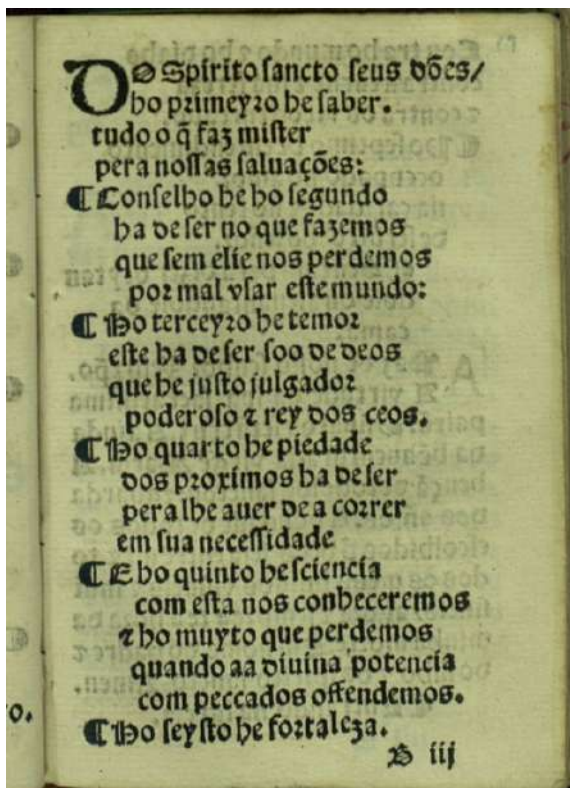 DO Spirito sancto seus dões/
ho primeyro he saber.
tudo o q̃ faz mister
pera nossas saluações:
¶ Conselho he ho segundo
ha de ser no que fazemos
que sem elle nos perdemos
por mal vsar este mundo:
¶ Ho terceyro he temor
este ha de ser soo de deos
que he justo julgador
poderoso ⁊ rey dos ceos.
¶ Ho quarto he piedade
dos proximos ha de ser
pera lhe auer de a correr
em sua necessidade
¶ E ho quinto he sciencia
com esta nos conheceremos
⁊ ho muyto que perdemos
quando aa diuina potencia
com peccados offendemos.
¶ Ho seysto he fortaleza.
B iij
o.